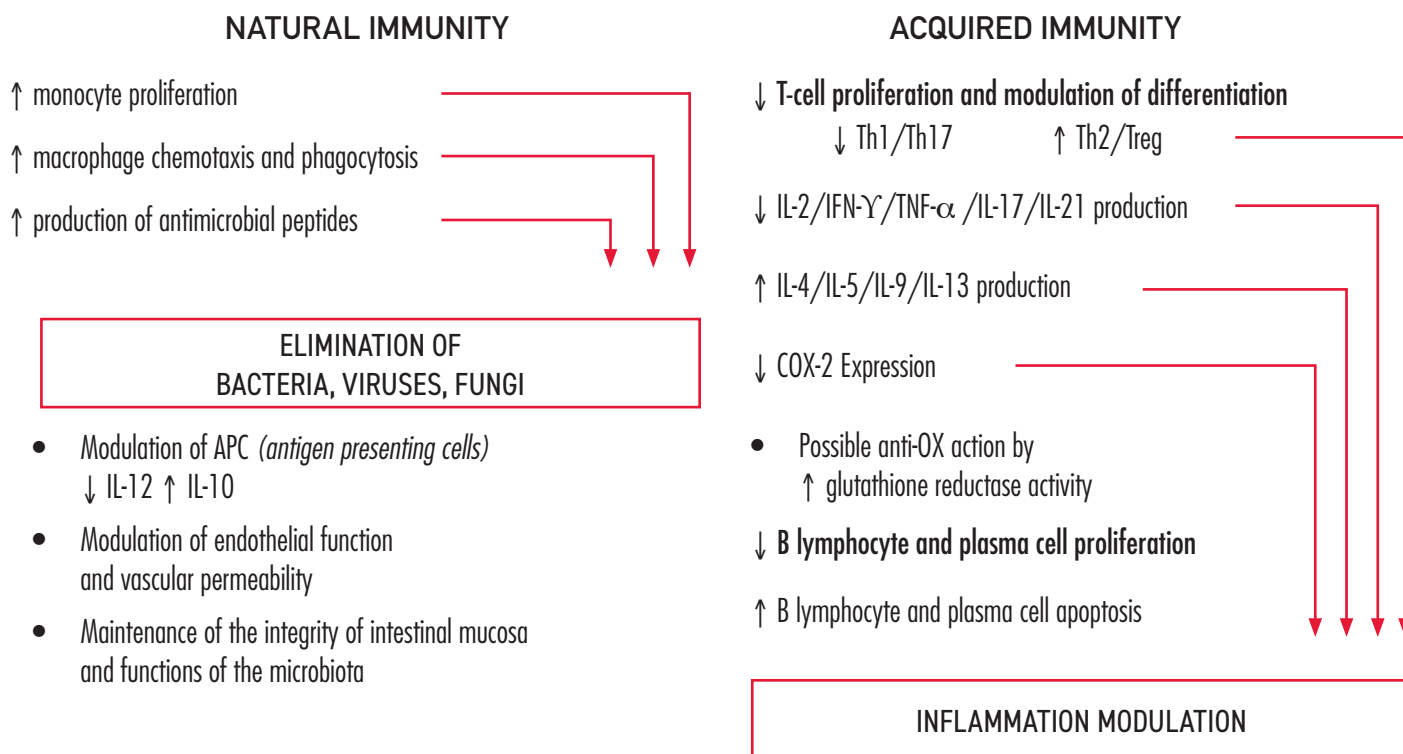 NATURAL IMMUNITY
↑ monocyte proliferation
↑ macrophage chemotaxis and phagocytosis
↑ production of antimicrobial peptides
ELIMINATION OF
BACTERIA, VIRUSES, FUNGI
• Modulation of APC (antigen presenting cells)
↓ IL-12 ↑ IL-10
• Modulation of endothelial function
and vascular permeability
• Maintenance of the integrity of intestinal mucosa
and functions of the microbiota
ACQUIRED IMMUNITY
↓ T-cell proliferation and modulation of differentiation
↓ Th1/Th17 ↑ Th2/Treg
↓ IL-2/IFN-ϒ/TNF-α /IL-17/IL-21 production
↑ IL-4/IL-5/IL-9/IL-13 production
↓ COX-2 Expression
• Possible anti-OX action by
↑ glutathione reductase activity
↓ B lymphocyte and plasma cell proliferation
↑ B lymphocyte and plasma cell apoptosis
INFLAMMATION MODULATION